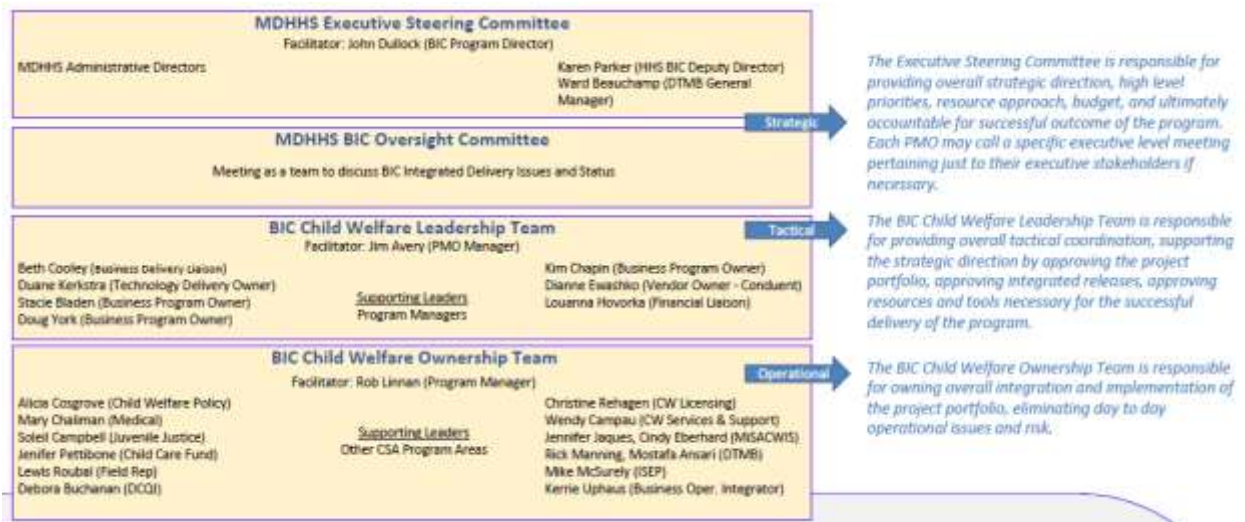 MDHHS Executive Steering Committee
Facilitator: John Dullock (BIC Program Director)
MDHHS Administrative Directors
Karen Parker (HHS BIC Deputy Director)
Ward Beauchamp (DTMB General
Manager)
Strategic
The Executive Steering Committee is responsible for
providing overall strategic direction, high level
priorities, resource approach, budget, and ultimately
accountable for successful outcome of the program.
Each PMO may call a specific executive level meeting
pertaining just to their executive stakeholders if
necessary.
MDHHS BIC Oversight Committee
Meeting as a team to discuss BIC Integrated Delivery Issues and Status
BIC Child Welfare Leadership Team
Facilitator: Jim Avery (PMO Manager)
Beth Cooley (Business Delivery Liaison)
Duane Kerkstra (Technology Delivery Owner)
Stacie Bladen (Business Program Owner)
Doug York (Business Program Owner)
Supporting Leaders
Program Managers
Kim Chapin (Business Program Owner)
Dianne Ewashko (Vendor Owner - Conduent)
Louanna Hovorka (Financial Liaison)
Tactical
The BIC Child Welfare Leadership Team is responsible
for providing overall tactical coordination, supporting
the strategic direction by approving the project
portfolio, approving integrated releases, approving
resources and tools necessary for the successful
delivery of the program.
BIC Child Welfare Ownership Team
Facilitator: Rob Linnan (Program Manager)
Alicia Cosgrove (Child Welfare Policy)
Mary Chaliman (Medical)
Soleil Campbell (Juvenile Justice)
Jenifer Pettibone (Child Care Fund)
Lewis Roubal (Field Rep)
Debora Buchanan (DCQI)
Supporting Leaders
Other CSA Program Areas
Christine Rehagen (CW Licensing)
Wendy Campau (CW Services & Support)
Jennifer Jaques, Cindy Eberhard (MiSACWIS)
Rick Manning, Mostafa Ansari (DTMB)
Mike McSurely (ISEP)
Kerrie Uphaus (Business Oper. Integrator)
Operational
The BIC Child Welfare Ownership Team is responsible
for owning overall integration and implementation of
the project portfolio, eliminating day to day
operational issues and risk.